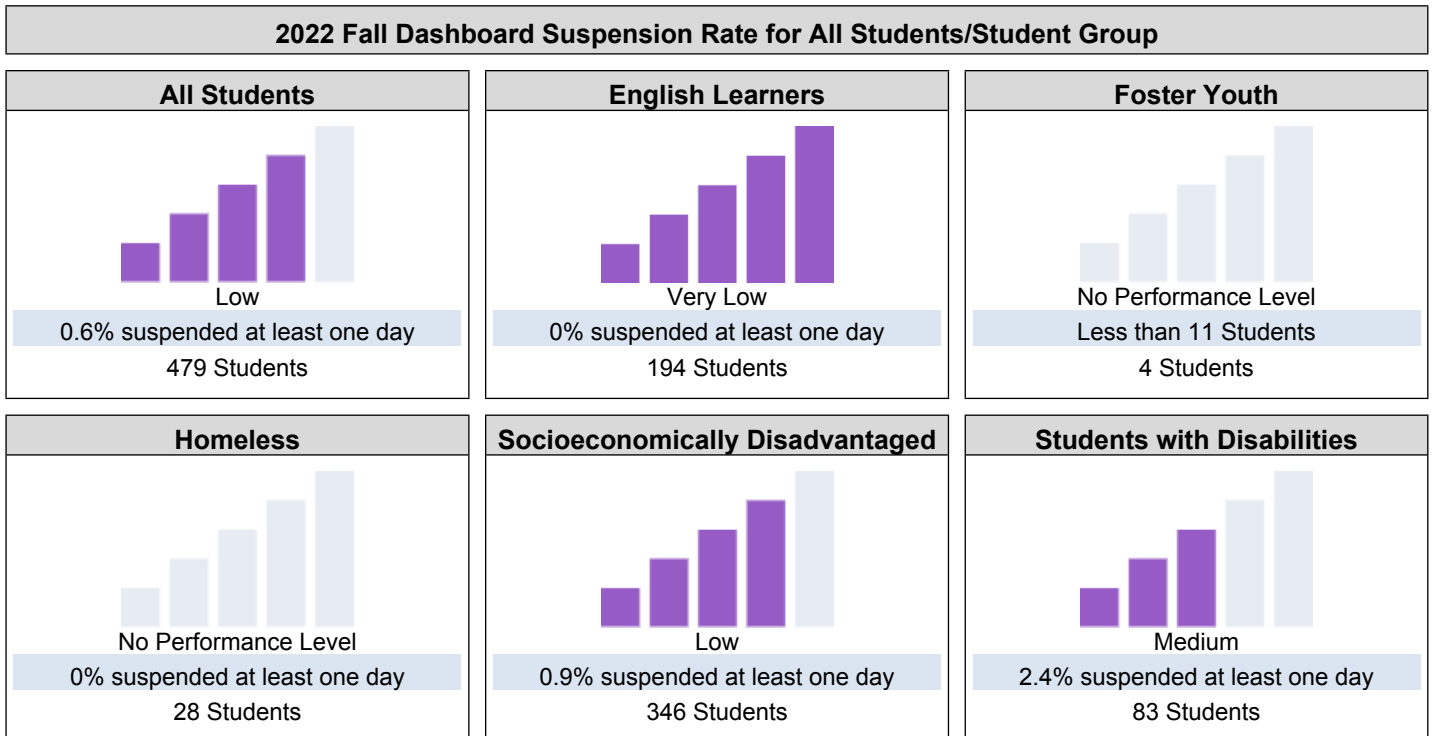 2022 Fall Dashboard Suspension Rate for All Students/Student Group
All Students
Low
0.6% suspended at least one day
479 Students
English Learners
Very Low
0% suspended at least one day
194 Students
Foster Youth
No Performance Level
Less than 11 Students
4 Students
Homeless
No Performance Level
0% suspended at least one day
28 Students
Socioeconomically Disadvantaged
Low
0.9% suspended at least one day
346 Students
Students with Disabilities
Medium
2.4% suspended at least one day
83 Students